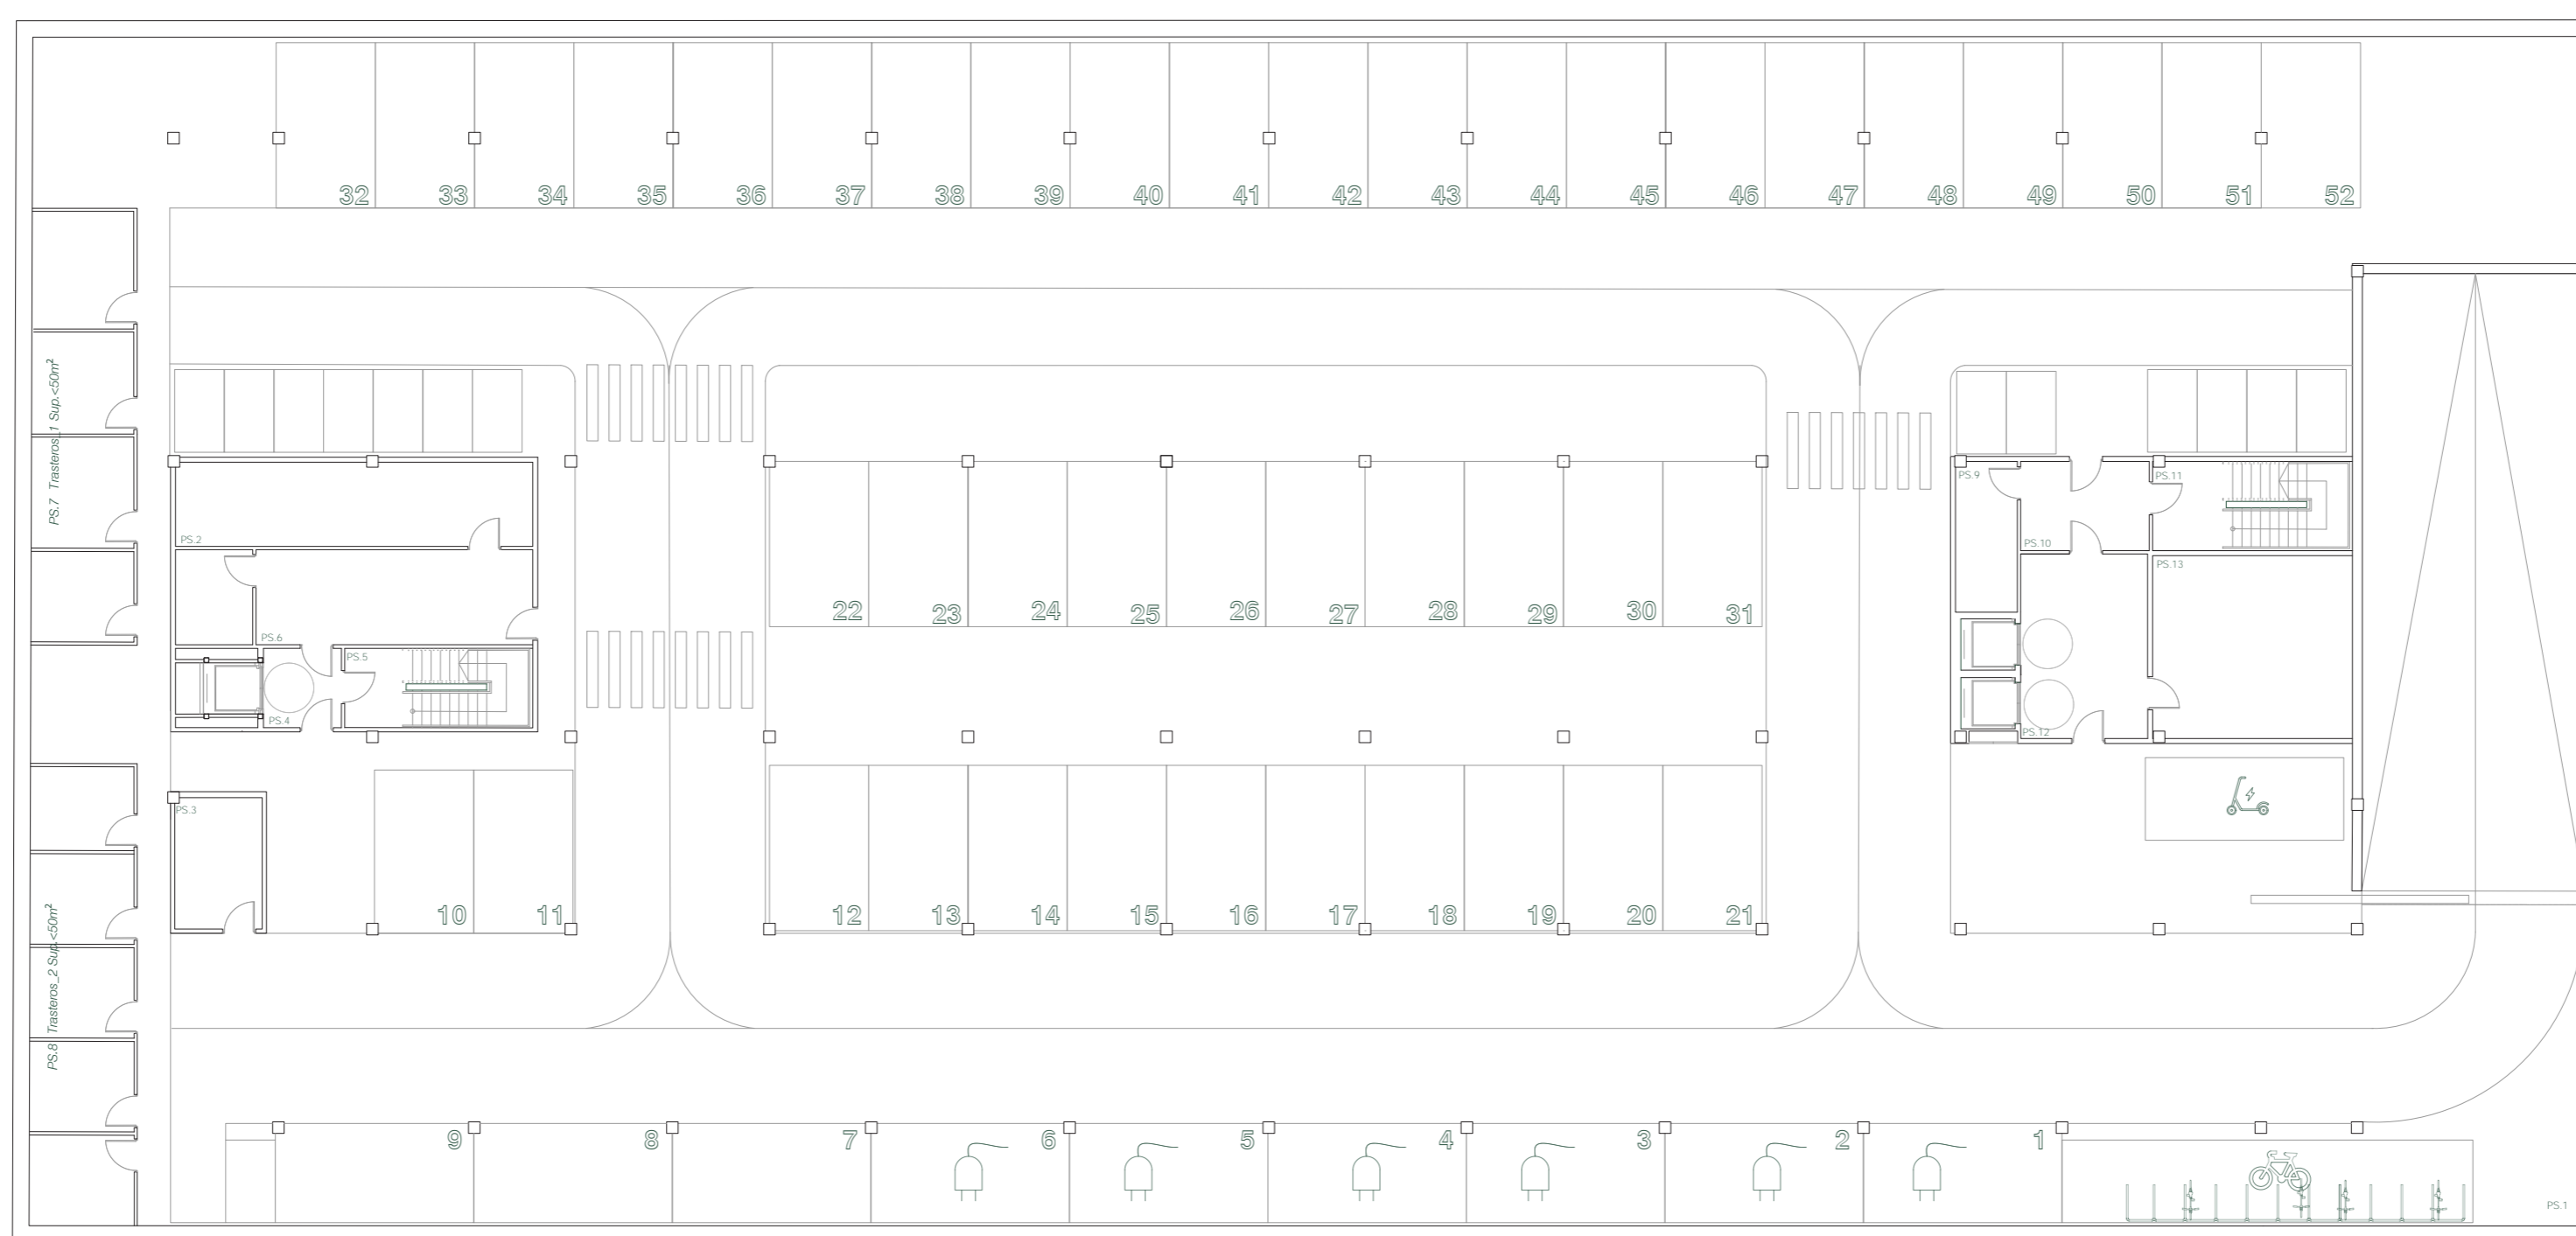 32 33 34 35 36 37 38 39 40 41 42 43 44 45 46 47 48 49 50 51 52
PS.7 Trasteros_1 Sup.<50m²
PS.9
PS.11
PS.2
PS.10
PS.13
22 23 24 25 26 27 28 29 30 31
PS.6
PS.5
PS.4
PS.12
PS.3
10 11 12 13 14 15 16 17 18 19 20 21
PS.8 Trasteros_2 Sup.<50m²
9 8 7 6 5 4 3 2 1
PS.1